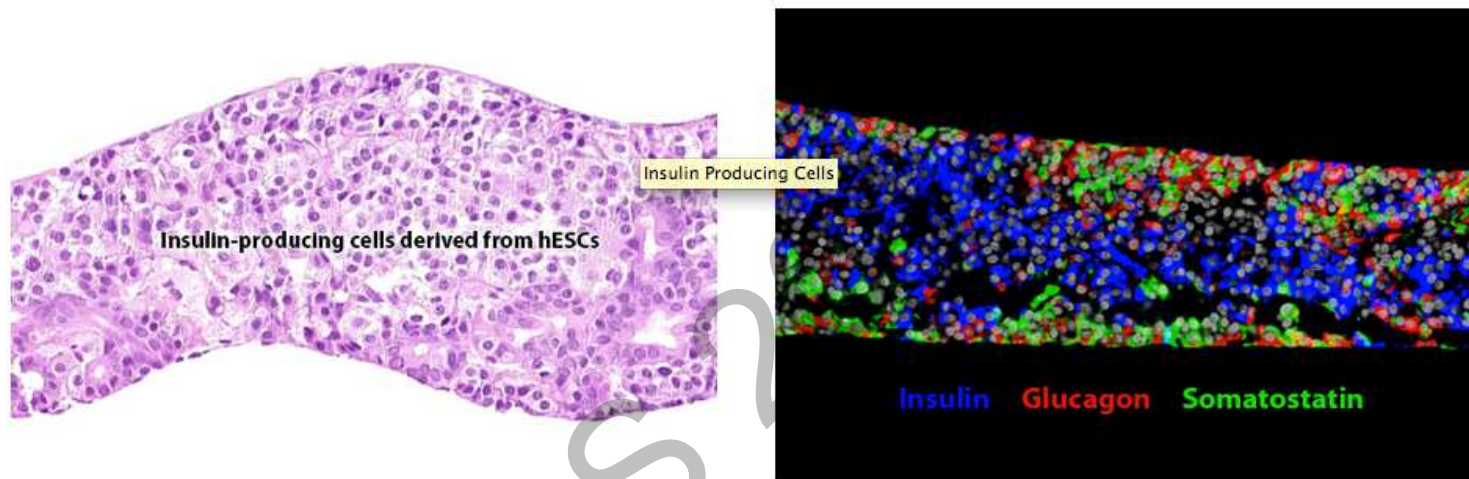 Insulin Producing Cells
Insulin-producing cells derived from hESCs
Insulin Glucagon Somatostatin